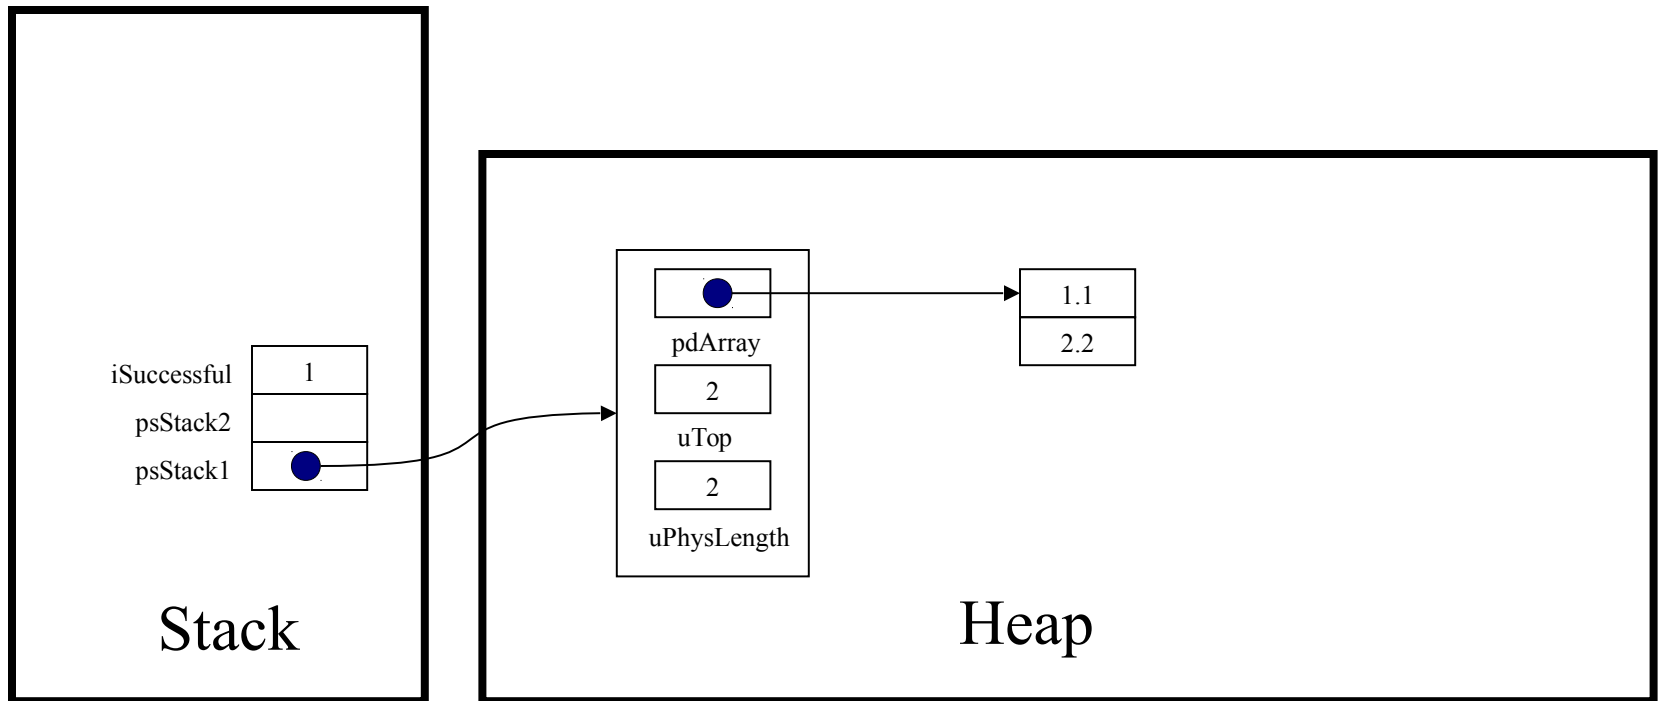 iSuccessful 1
psStack2
psStack1
Stack
pdArray
2
uTop
2
uPhysLength
1.1
2.2
Heap